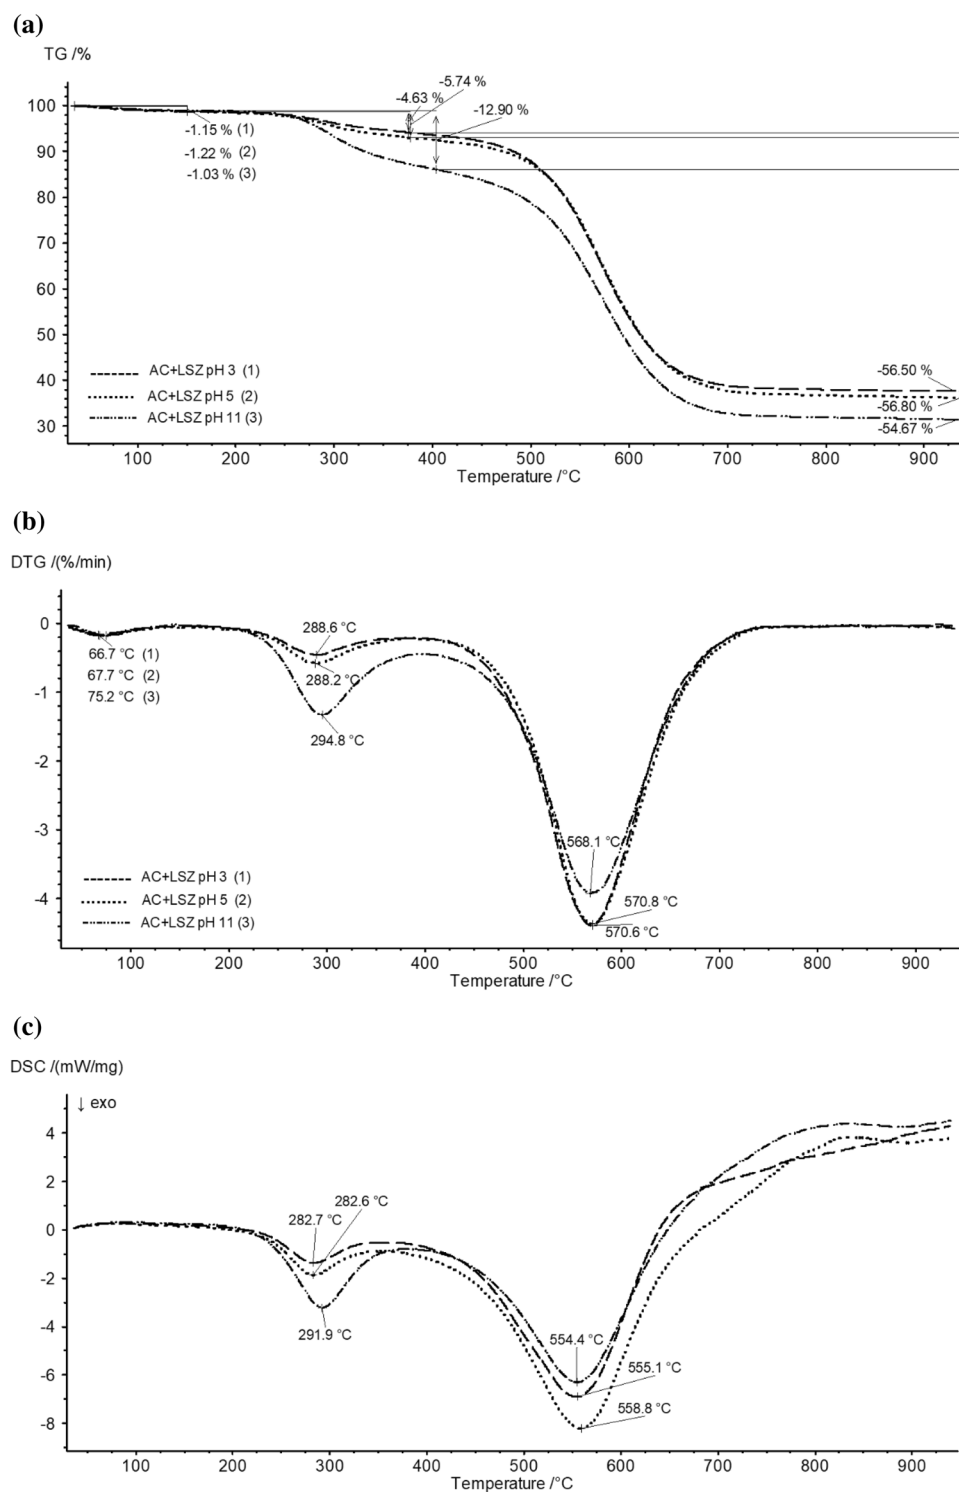 (a)
TG /%
-5.74 %
-4.63 %
-12.90 %
100
-1.15 % (1)
-1.22 % (2)
-1.03 % (3)
90
80
70
60
50
40
30
AC+LSZ pH 3 (1)
AC+LSZ pH 5 (2)
AC+LSZ pH 11 (3)
-56.50 %
-56.80 %
-54.67 %
100 200 300 400 500 600 700 800 900
Temperature /°C
(b)
DTG /(%/min)
0
-1
-2
-3
-4
66.7 °C (1)
67.7 °C (2)
75.2 °C (3)
288.6 °C
288.2 °C
294.8 °C
568.1 °C
570.8 °C
570.6 °C
AC+LSZ pH 3 (1)
AC+LSZ pH 5 (2)
AC+LSZ pH 11 (3)
100 200 300 400 500 600 700 800 900
Temperature /°C
(c)
DSC /(mW/mg)
↓ exo
4
2
0
-2
-4
-6
-8
282.6 °C
282.7 °C
291.9 °C
554.4 °C
555.1 °C
558.8 °C
100 200 300 400 500 600 700 800 900
Temperature /°C